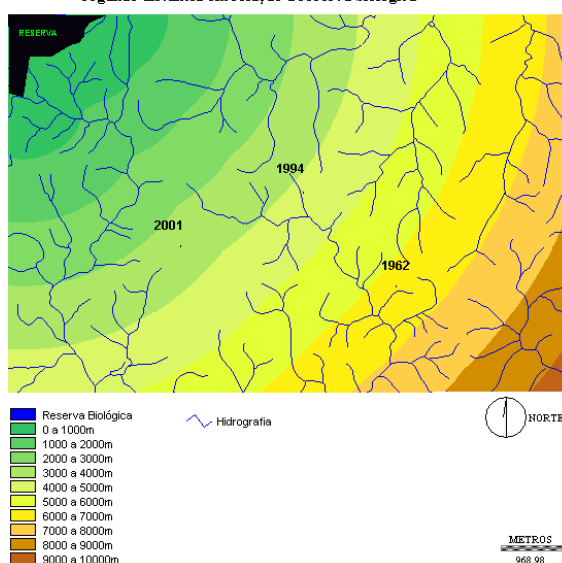 RESERVA
1994
2001
1962
Reserva Biológica
0 a 1000m
1000 a 2000m
2000 a 3000m
3000 a 4000m
4000 a 5000m
5000 a 6000m
6000 a 7000m
7000 a 8000m
8000 a 9000m
9000 a 10000m
Hidrografia
NORTE
METROS
968.98